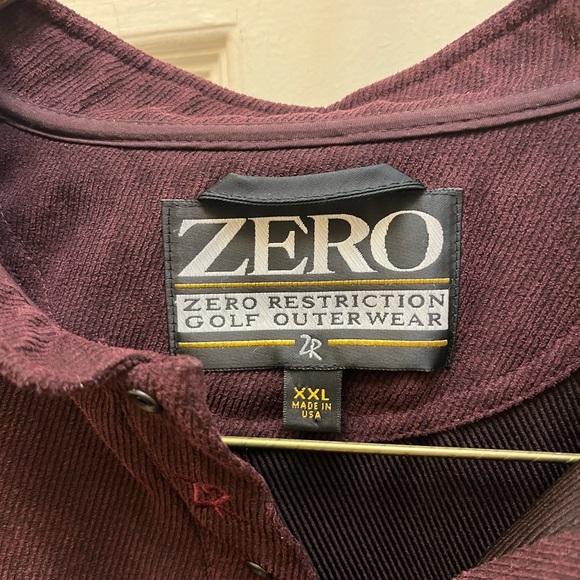 ZERO
ZERO RESTRICTION
GOLF OUTERWEAR
ZR
XXL
MADE IN
USA